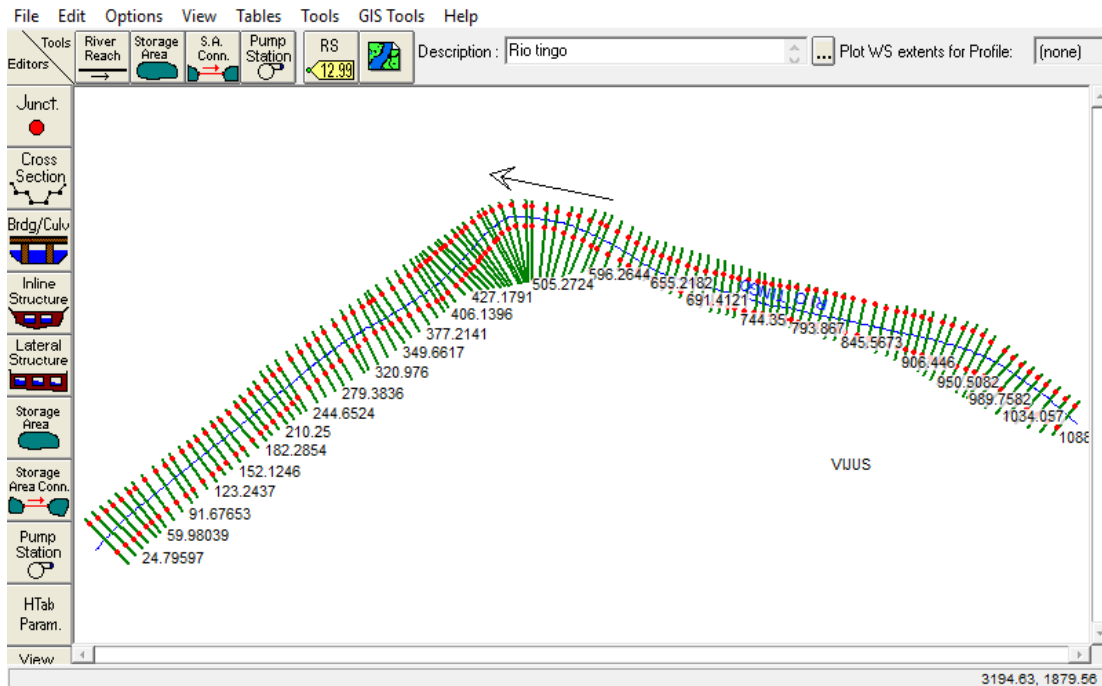 File Edit Options View Tables Tools GIS Tools Help
Tools
Editors
River Reach
Storage Area
S.A. Conn.
Pump Station
RS
12.99
Description : Rio tingo
...
Plot WS extents for Profile: (none)
Junct.
Cross
Section
Brdg/Culv
Inline
Structure
Lateral
Structure
Storage
Area
Storage
Area Conn.
Pump
Station
HTab
Param.
View
505.2724
596.2644
427.1791
655.2182
406.1396
691.4121
377.2141
744.35
793.867
349.6617
845.5673
320.976
906.446
279.3836
950.5082
244.6524
989.7582
210.25
1034.057
182.2854
1088
152.1246
VIJUS
123.2437
91.67653
59.98039
24.79597
3194.63, 1879.56